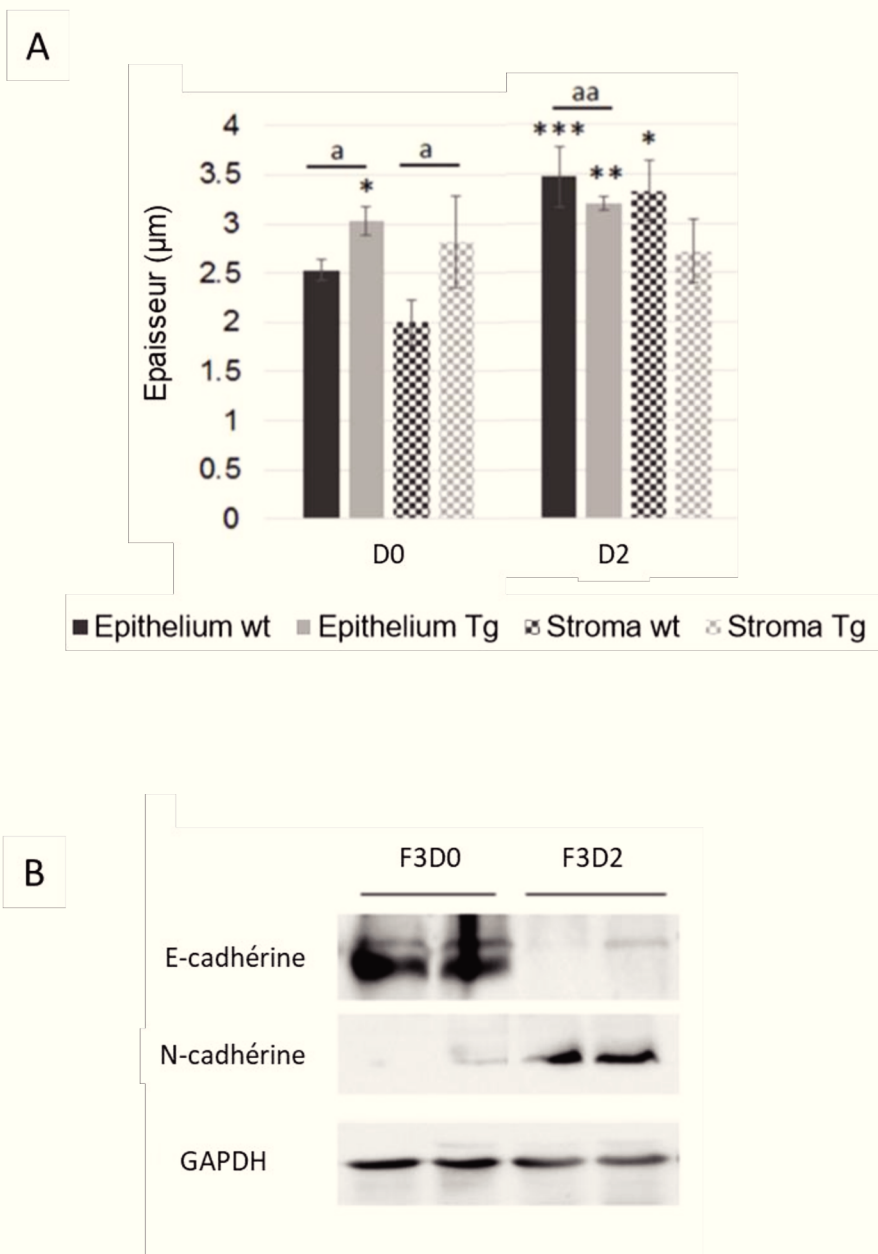 A
aa
***
*
**
a
a
*
4
3.5
3
2.5
2
1.5
1
0.5
0
Epaisseur (µm)
D0
D2
Epithelium wt
Epithelium Tg
Stroma wt
Stroma Tg
B
F3D0
F3D2
E-cadhérine
N-cadhérine
GAPDH